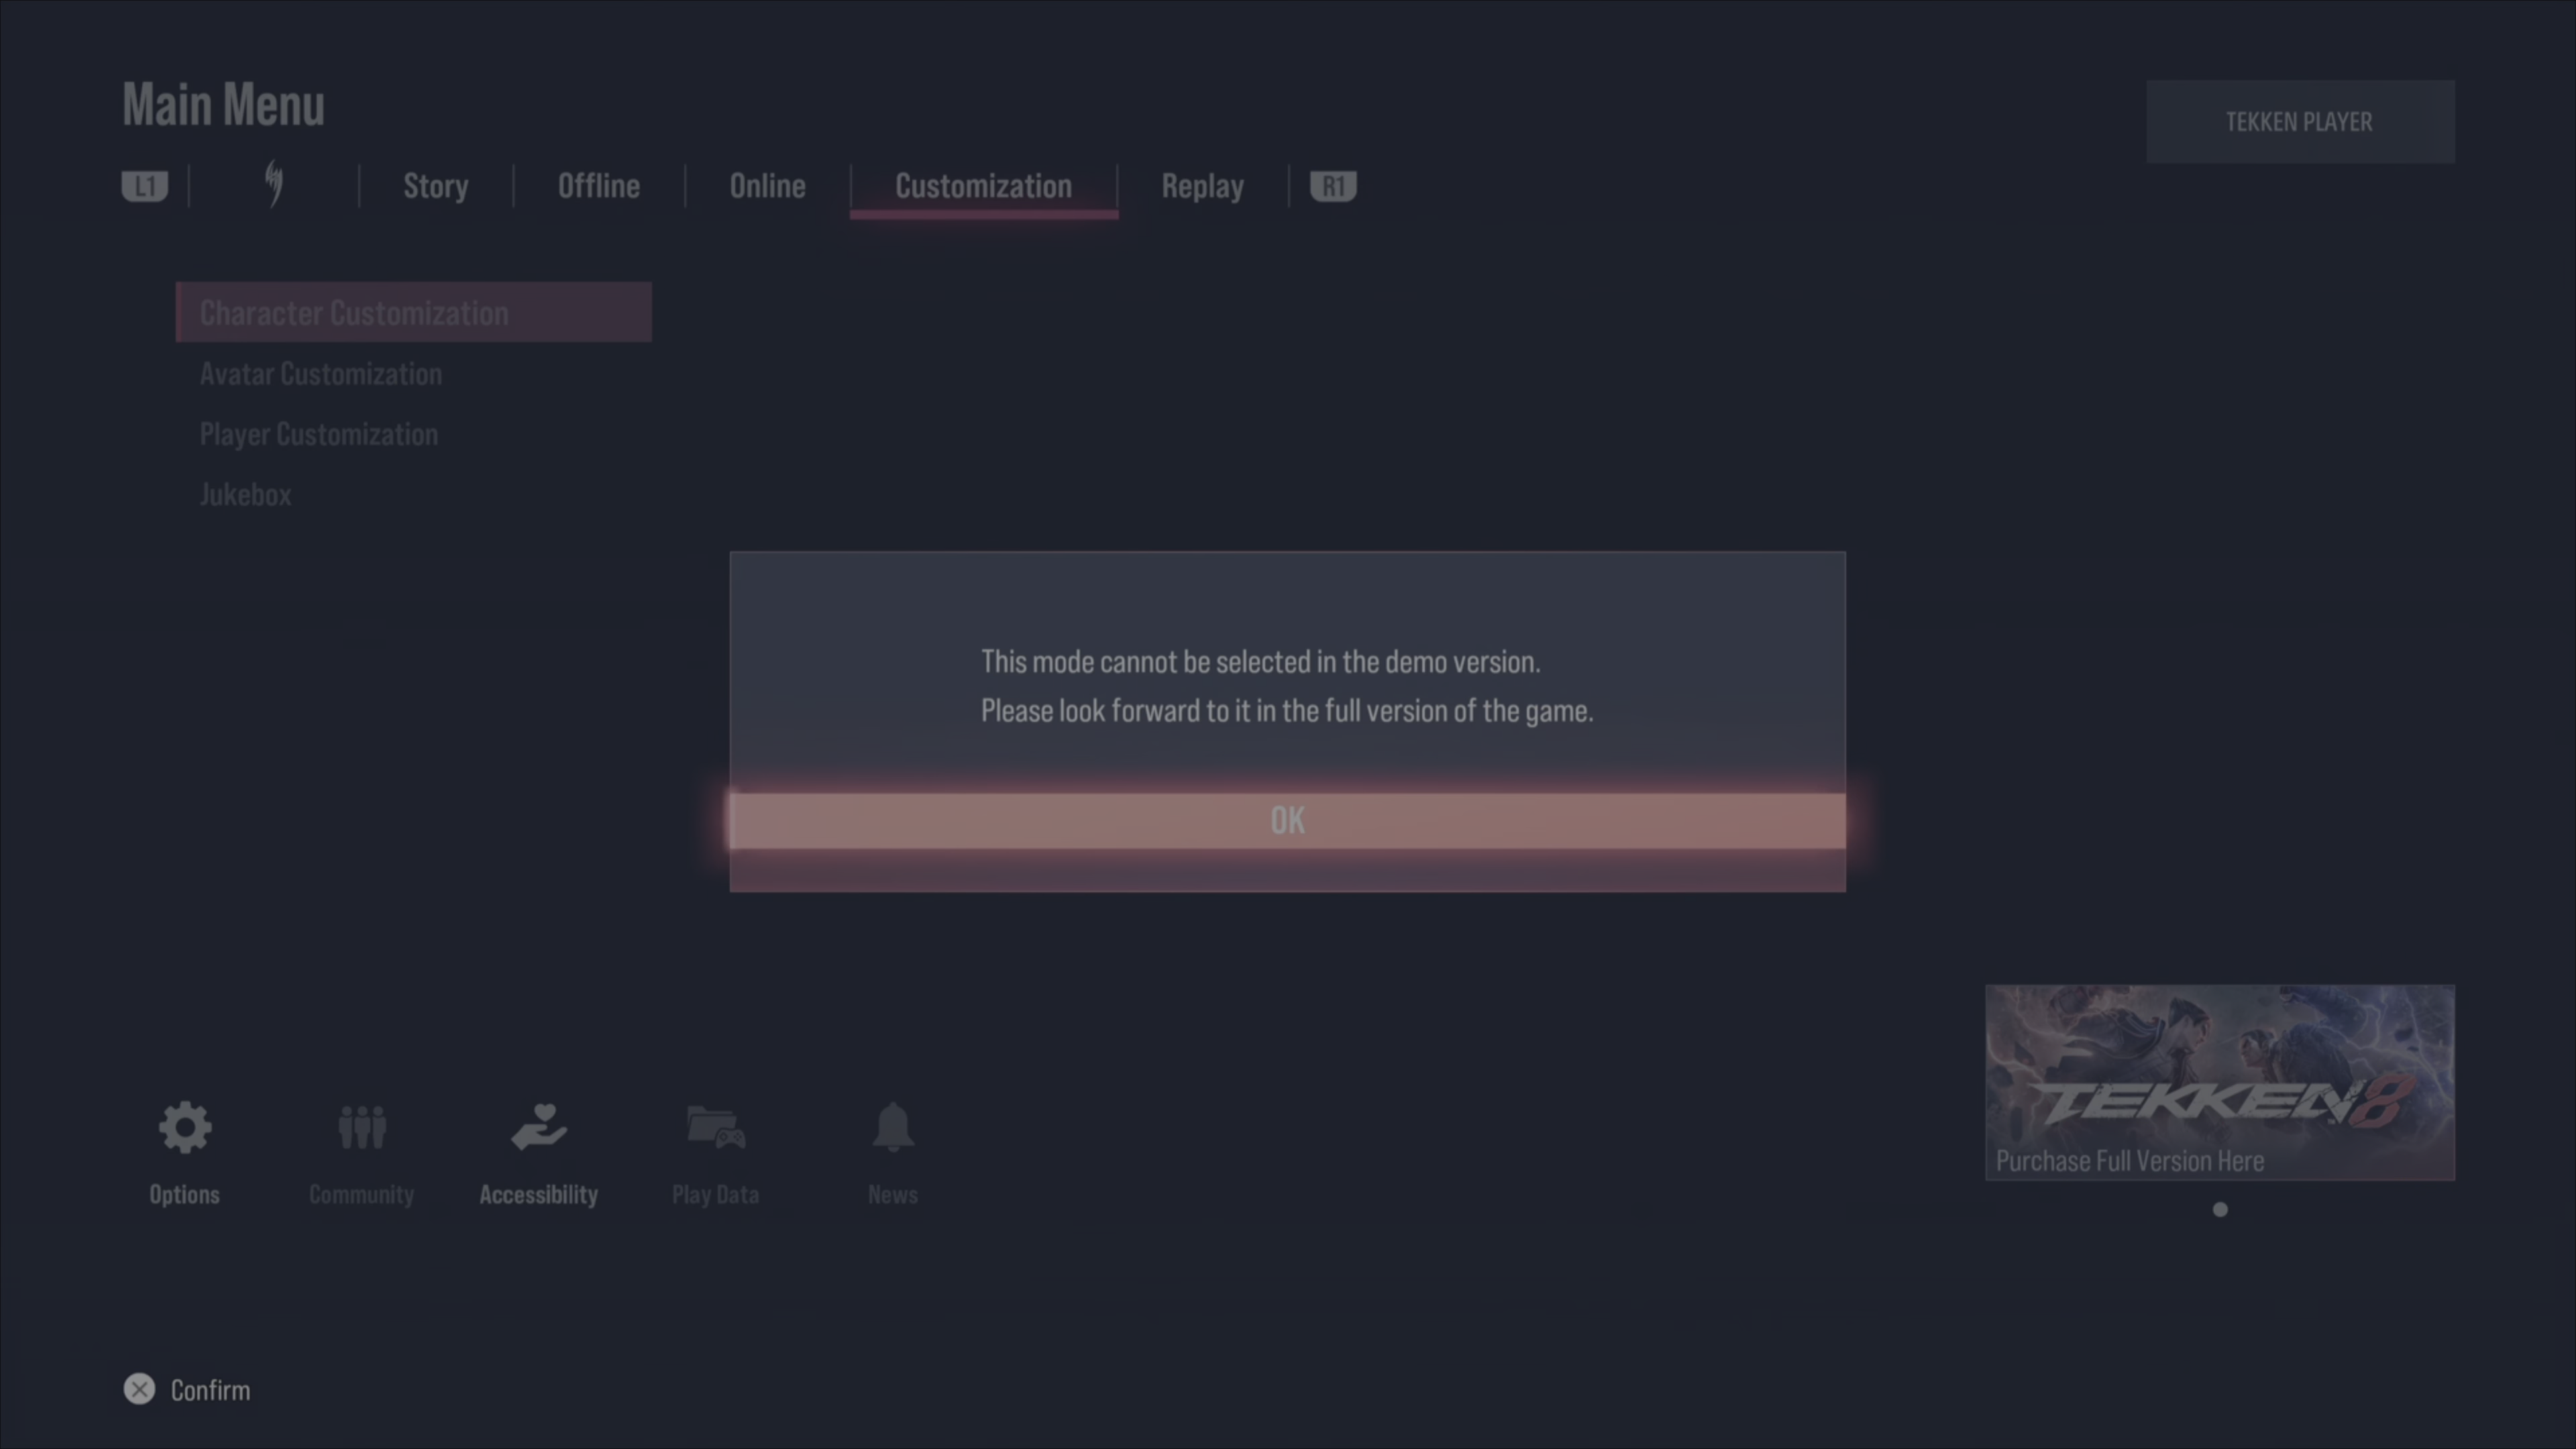 Main Menu
TEKKEN PLAYER
L1
Story
Offline
Online
Customization
Replay
R1
Character Customization
Avatar Customization
Player Customization
Jukebox
This mode cannot be selected in the demo version.
Please look forward to it in the full version of the game.
OK
TEKKEN 8
Purchase Full Version Here
Options
Community
Accessibility
Play Data
News
Confirm